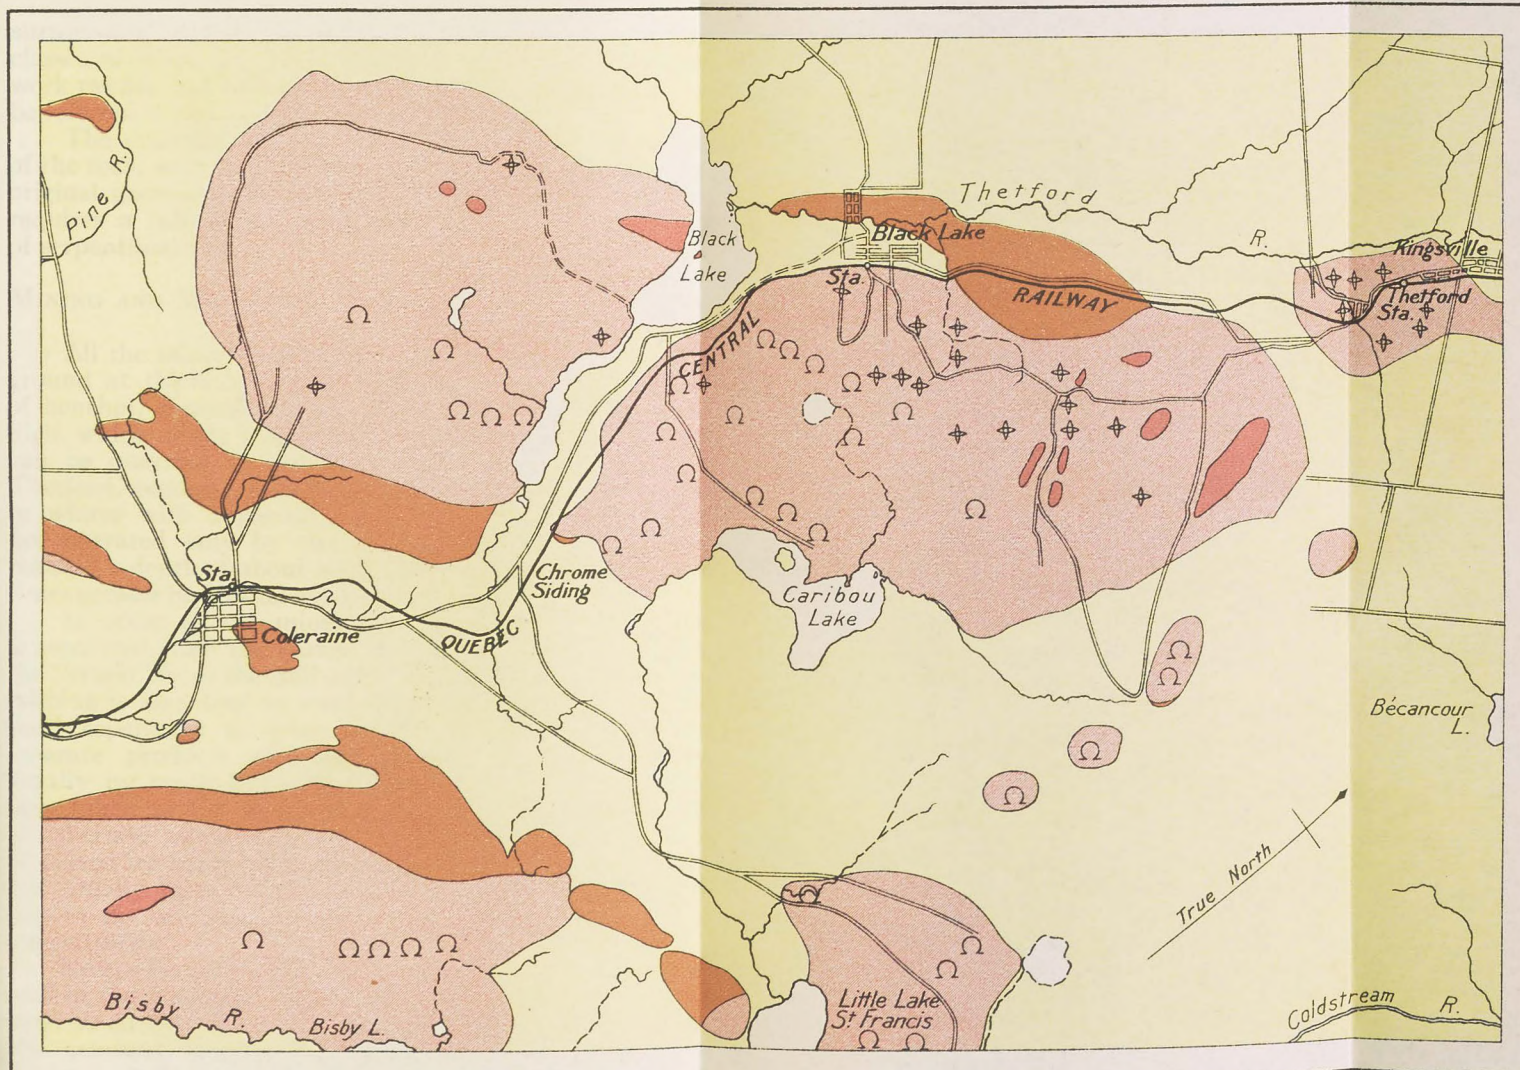 Pine R.
Thetford
R.
Kingsville
Black Lake
Black
Lake
Sta.
RAILWAY
Thetford
Sta.
CENTRAL
Sta.
Coleraine
Chrome
Siding
QUEBEC
Caribou
Lake
Bécancour
L.
True North
Bisby
R.
Bisby L.
Little Lake
St Francis
Coldstream
R.